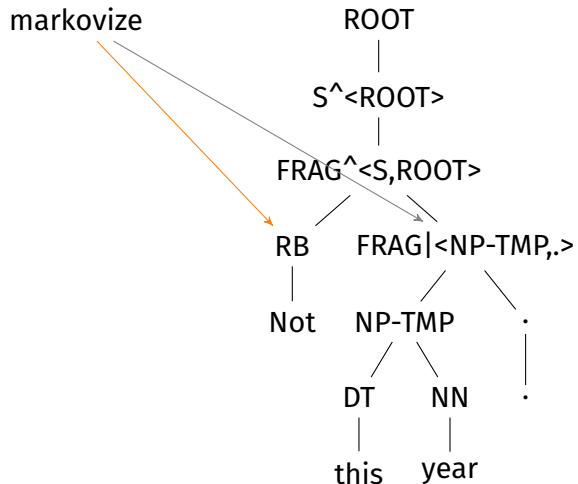 markovize ROOT
S^<ROOT>
FRAG^<S,ROOT>
RB FRAG|<NP-TMP,.>
Not NP-TMP .
DT NN .
this year